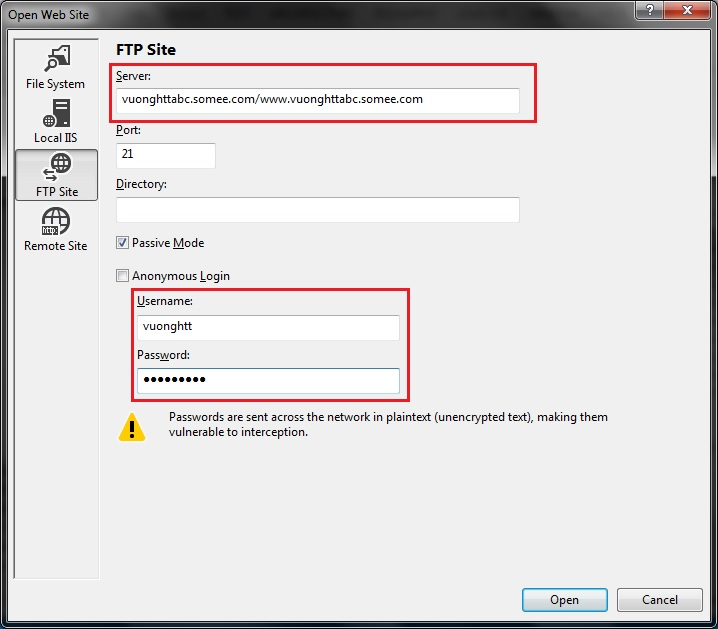 Open Web Site
?
File System
Local IIS
FTP Site
http
Remote Site
FTP Site
Server:
vuonghttabc.somee.com/www.vuonghttabc.somee.com
Port:
21
Directory:
Passive Mode
Anonymous Login
Username:
vuonghtt
Password:
●●●●●●●●●
Passwords are sent across the network in plaintext (unencrypted text), making them
vulnerable to interception.
Open
Cancel